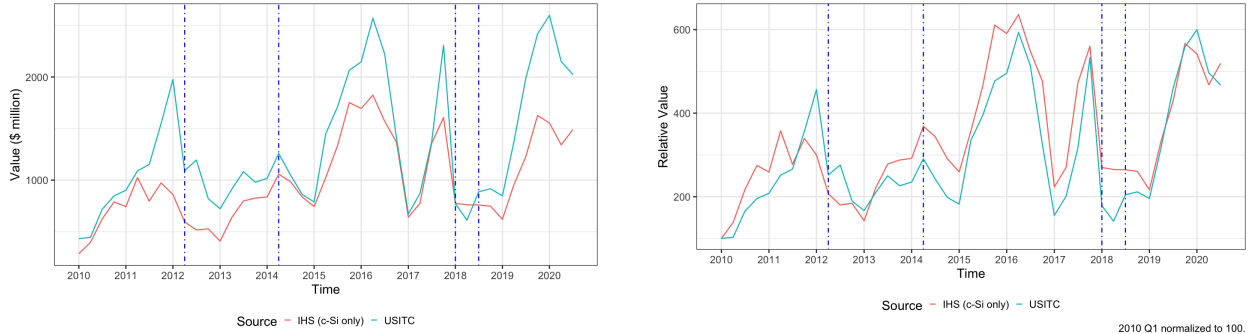 Value ($ million)
2000
1000
2010 2011 2012 2013 2014 2015 2016 2017 2018 2019 2020
Time
Source IHS (c-Si only) USITC
Relative Value
600
400
200
2010 2011 2012 2013 2014 2015 2016 2017 2018 2019 2020
Time
Source IHS (c-Si only) USITC
2010 Q1 normalized to 100.